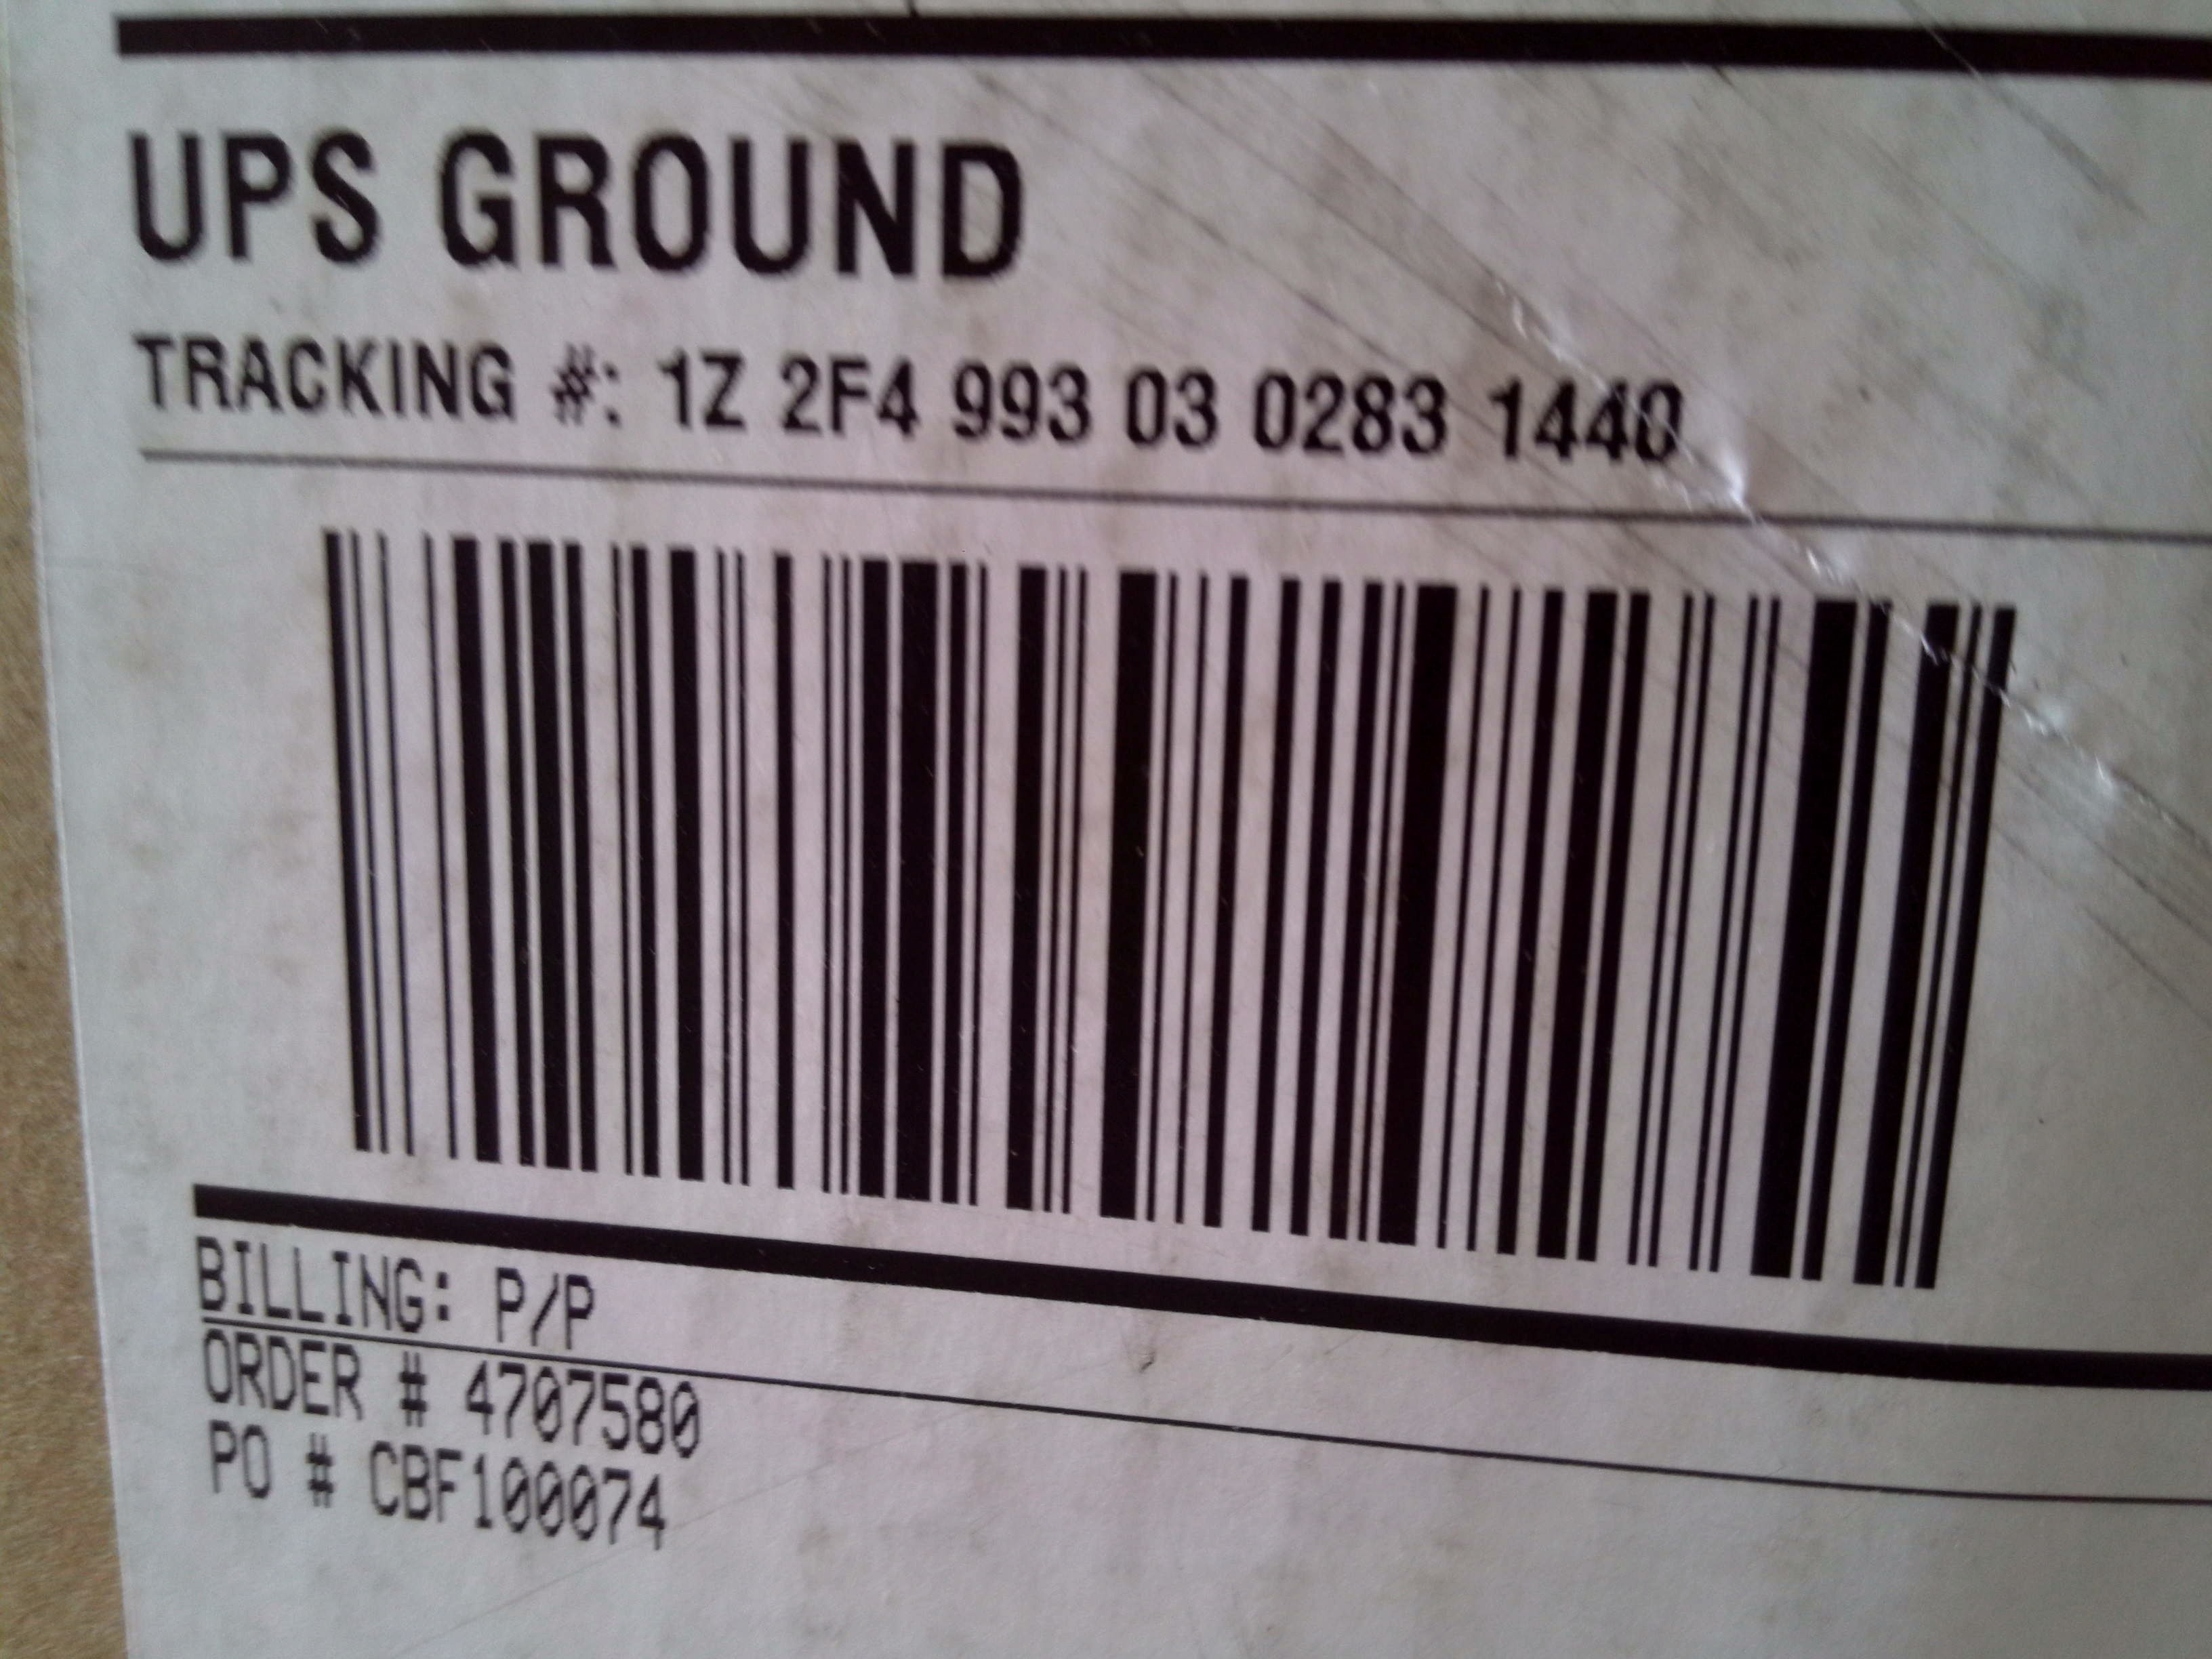 UPS GROUND
TRACKING #: 1Z 2F4 993 03 0283 1440
BILLING: P/P
ORDER # 4707580
PO # CBF100074